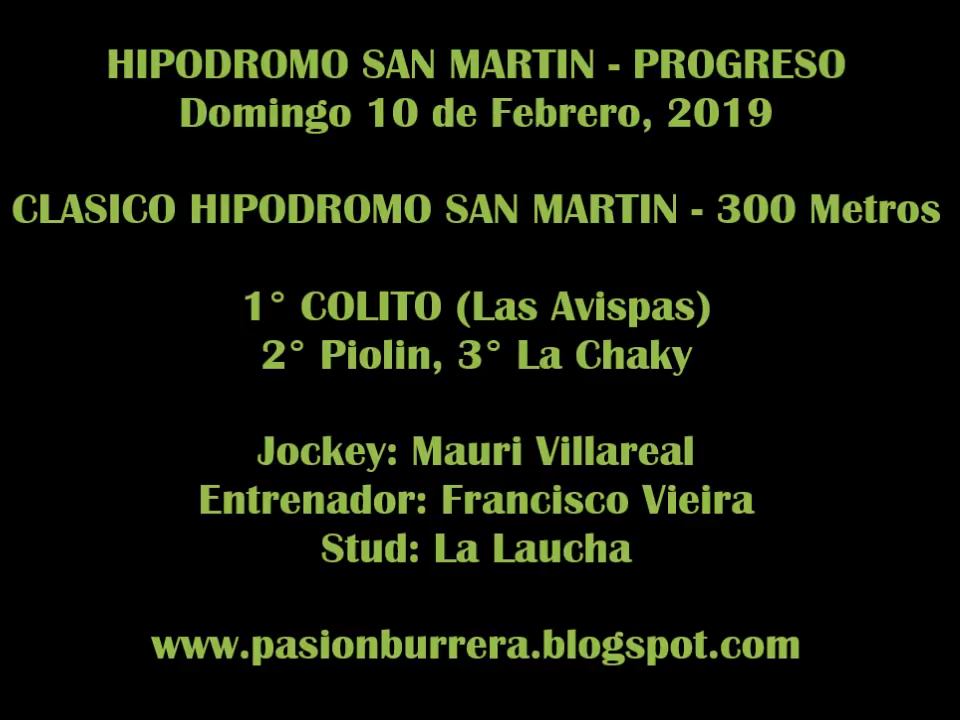 HIPODROMO SAN MARTIN - PROGRESO
Domingo 10 de Febrero, 2019
CLASICO HIPODROMO SAN MARTIN - 300 Metros
1° COLITO (Las Avispas)
2° Piolin, 3° La Chaky
Jockey: Mauri Villareal
Entrenador: Francisco Vieira
Stud: La Laucha
www.pasionburrera.blogspot.com